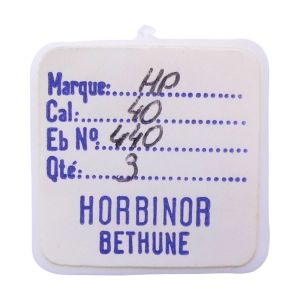 Marque: HP
Cal: 40
Eb Nº 440
Qté: 3
HORBINOR
BETHUNE